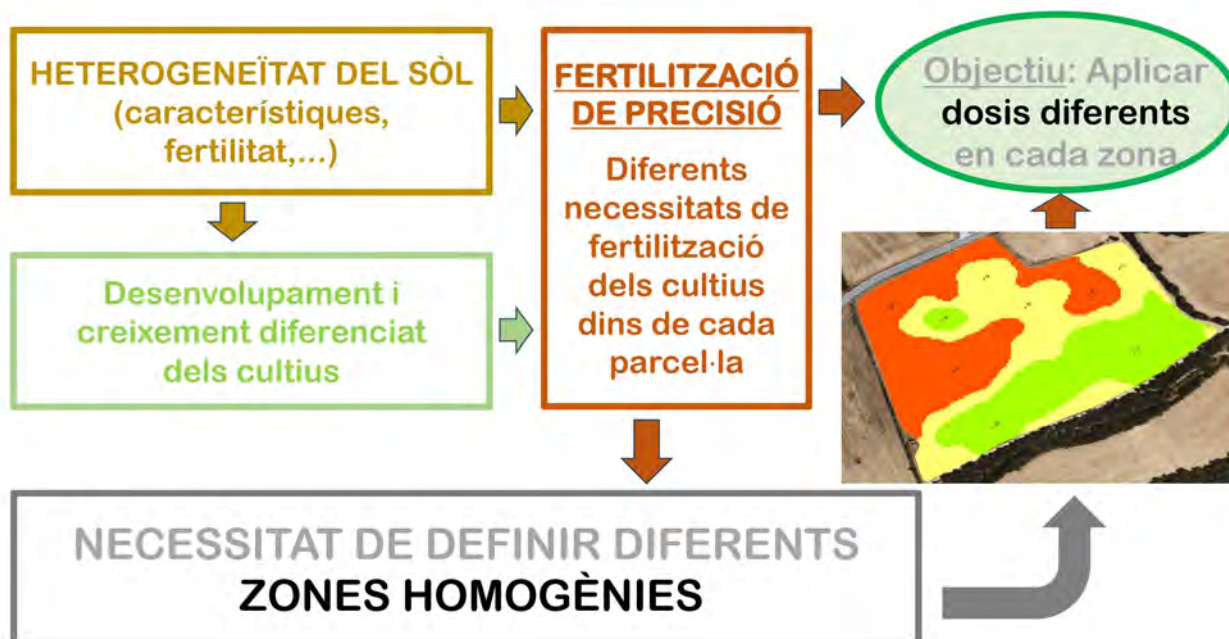 HETEROGENEÏTAT DEL SÒL
(característiques,
fertilitat,...)
Desenvolupament i
creixement diferenciat
dels cultius
FERTILITZACIÓ
DE PRECISIÓ
Diferents
necessitats de
fertilització
dels cultius
dins de cada
parcel·la
Objectiu: Aplicar
dosis diferents
en cada zona
NECESSITAT DE DEFINIR DIFERENTS
ZONES HOMOGÈNIES